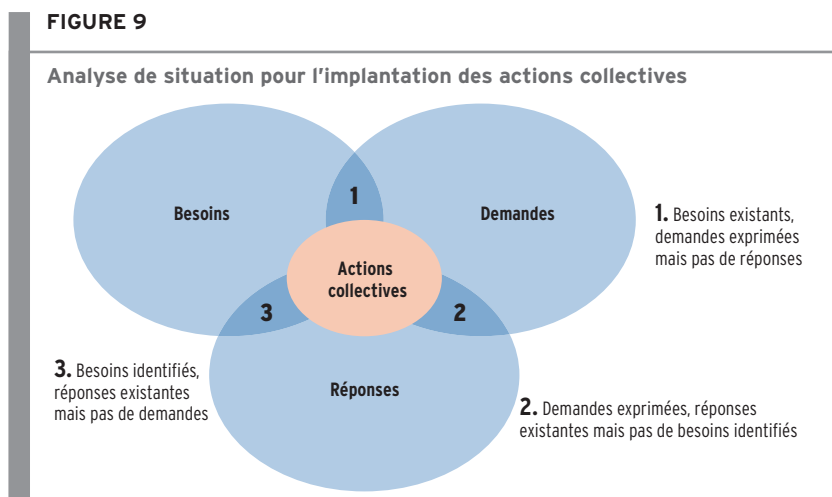 FIGURE 9
Analyse de situation pour l'implantation des actions collectives
1
Besoins
Demandes
1. Besoins existants,
demandes exprimées
mais pas de réponses
Actions
collectives
3
2
3. Besoins identifiés,
réponses existantes
mais pas de demandes
Réponses
2. Demandes exprimées, réponses
existantes mais pas de besoins identifiés